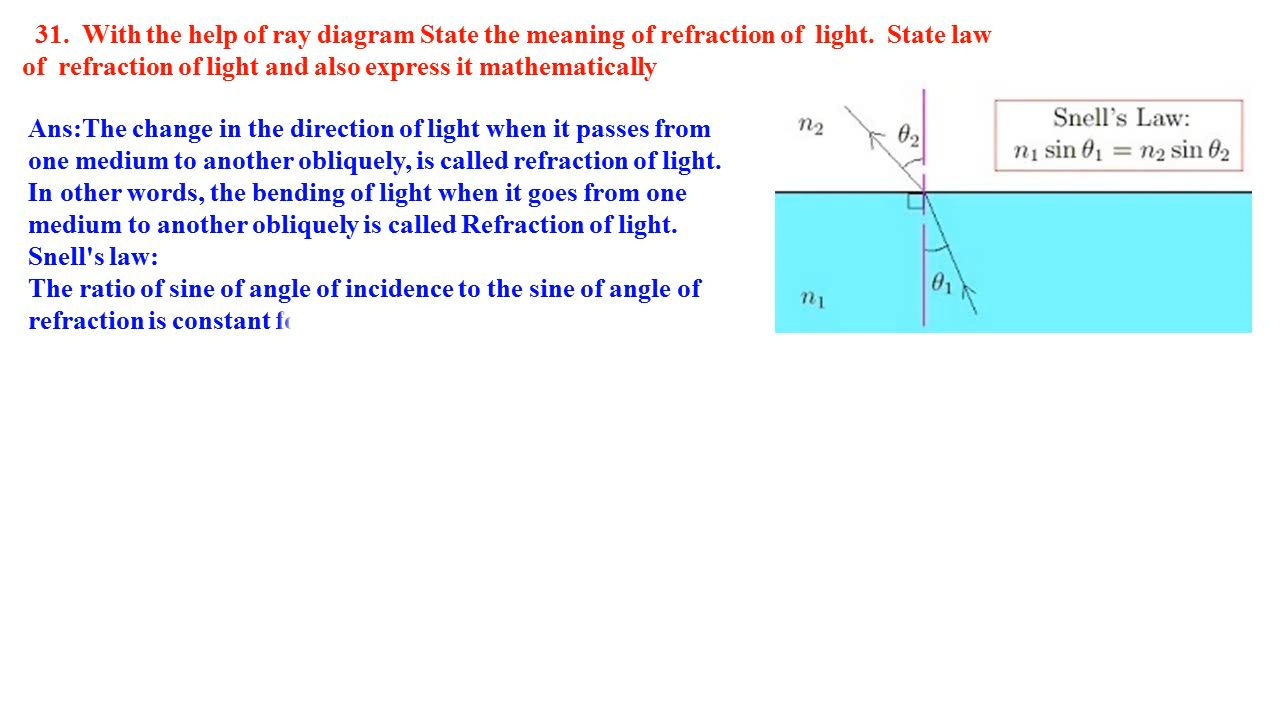 31. With the help of ray diagram State the meaning of refraction of light. State law
of refraction of light and also express it mathematically
Ans:The change in the direction of light when it passes from
one medium to another obliquely, is called refraction of light.
In other words, the bending of light when it goes from one
medium to another obliquely is called Refraction of light.
Snell's law:
The ratio of sine of angle of incidence to the sine of angle of
refraction is constant
n₂
θ₂
Snell's Law:
n₁ sin θ₁ = n₂ sin θ₂
θ₁
n₁